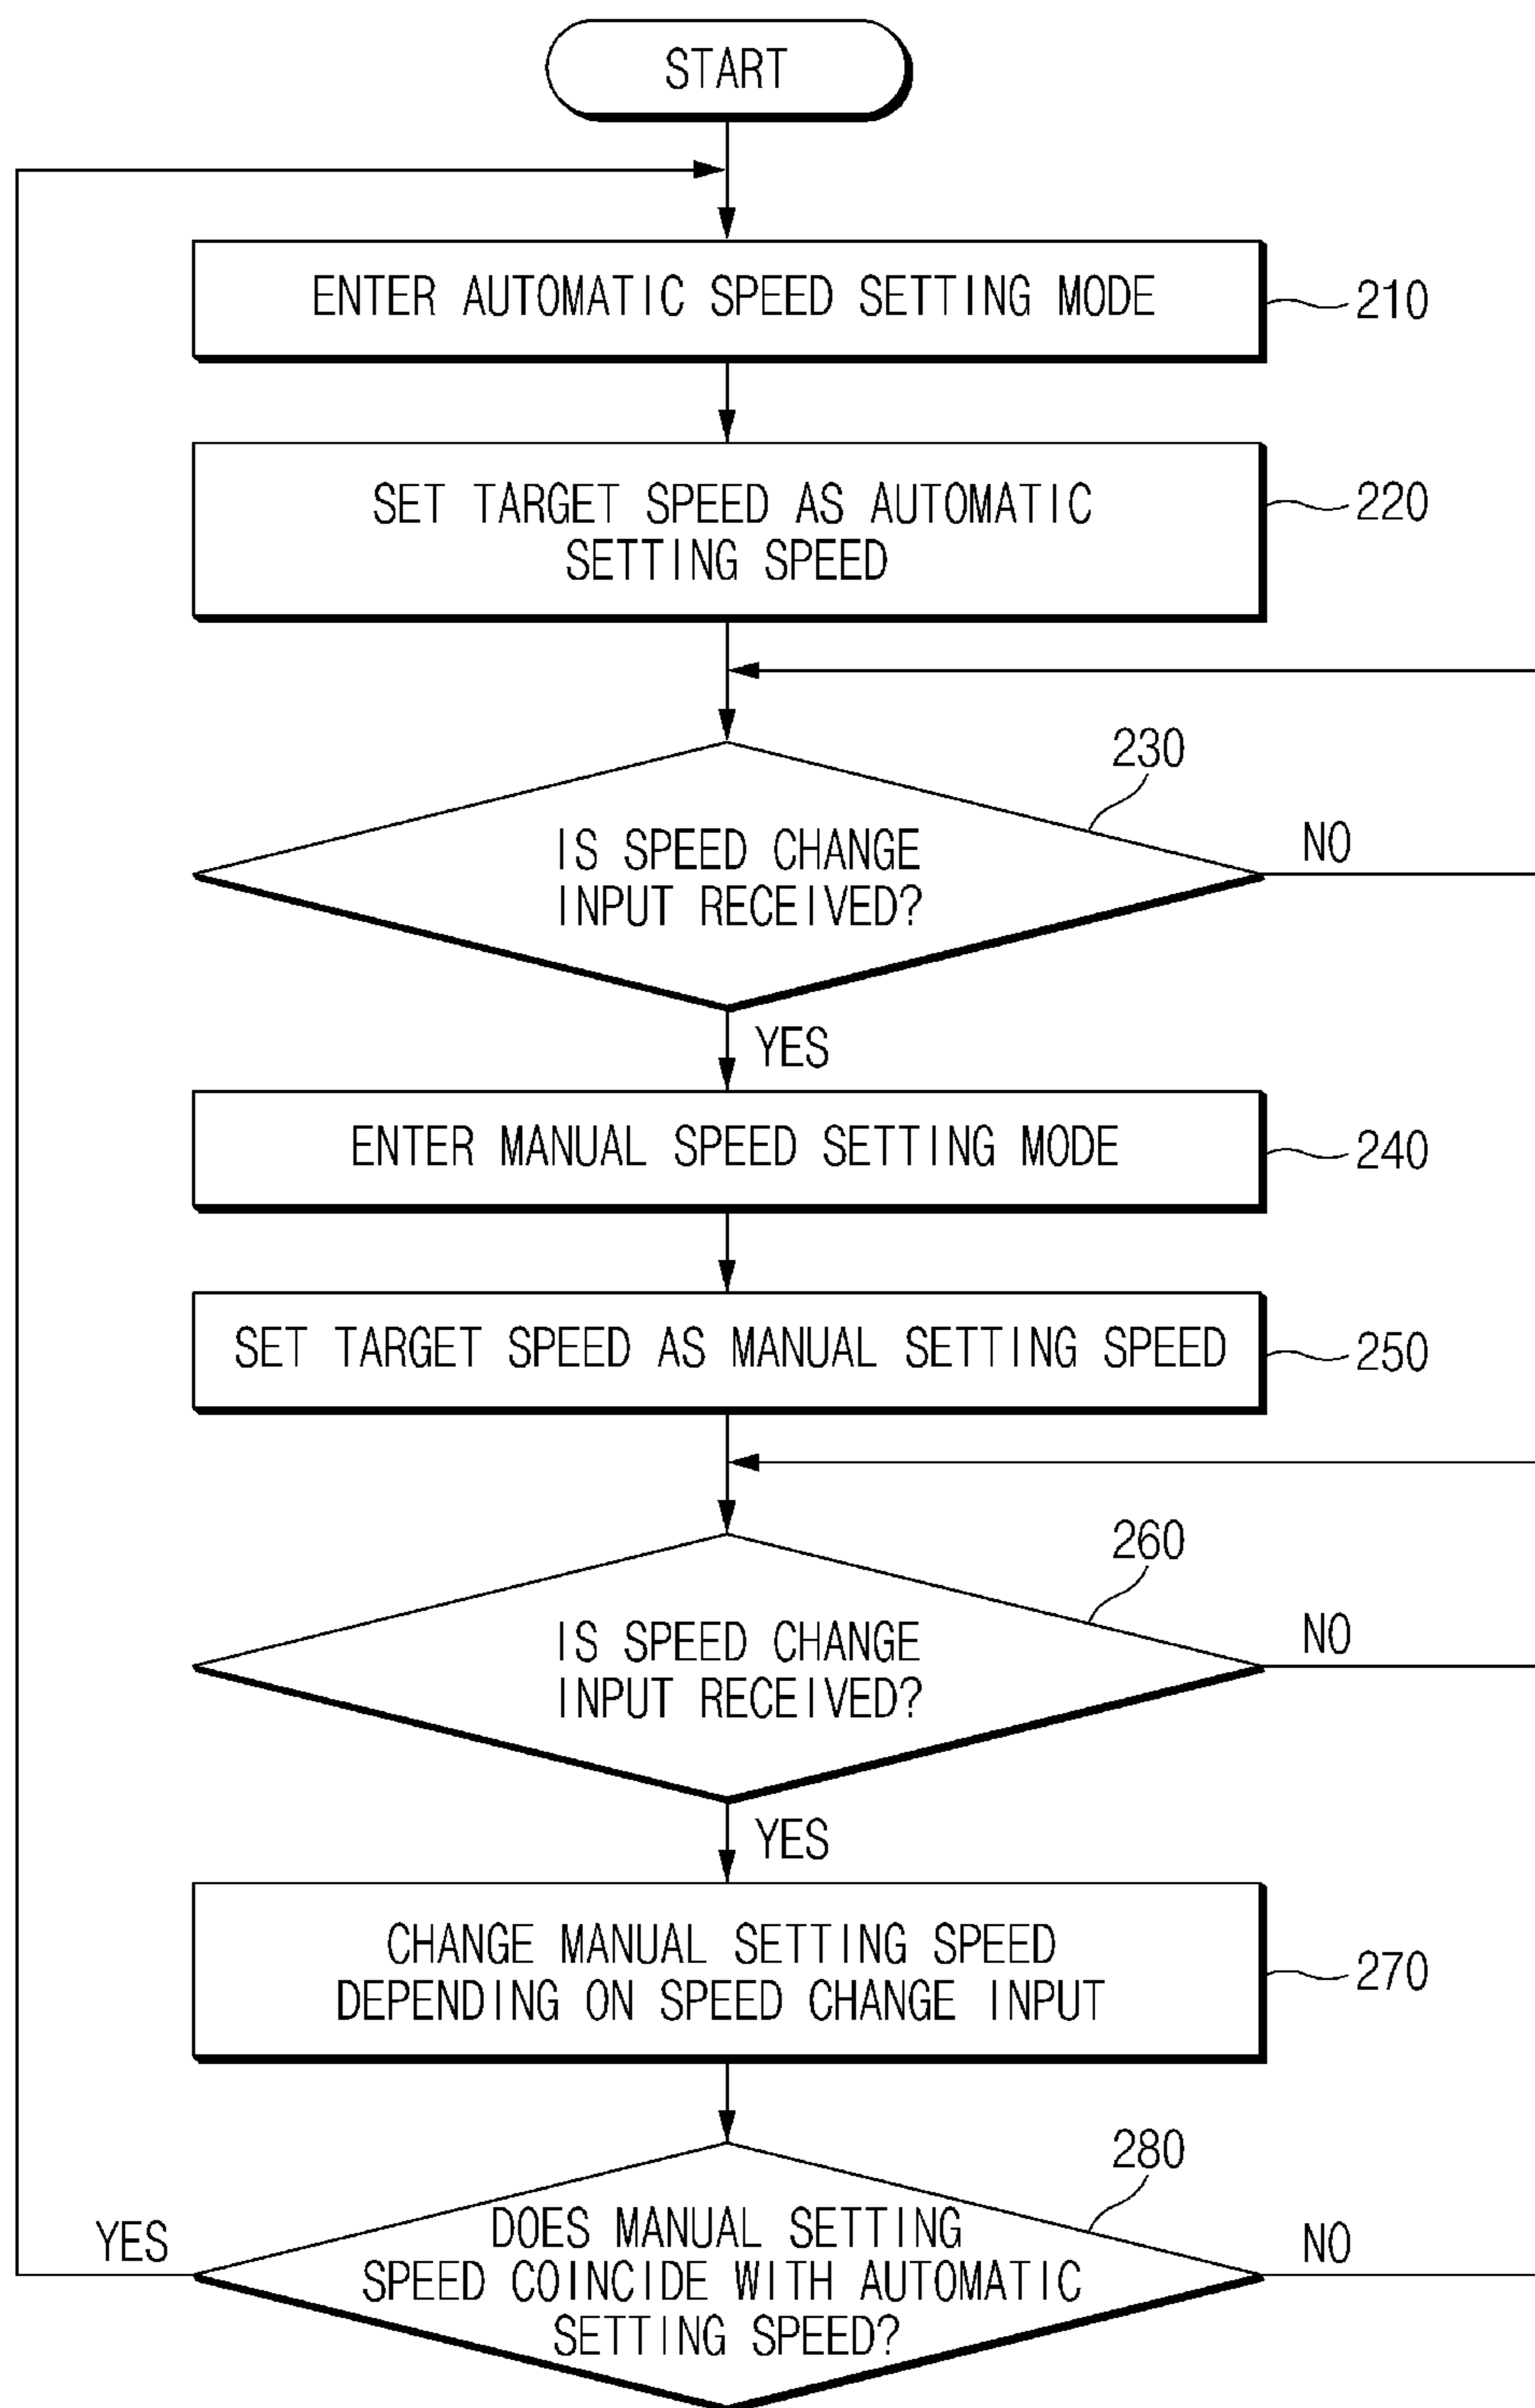 START
ENTER AUTOMATIC SPEED SETTING MODE
210
SET TARGET SPEED AS AUTOMATIC
SETTING SPEED
220
230
IS SPEED CHANGE
INPUT RECEIVED?
NO
YES
ENTER MANUAL SPEED SETTING MODE
240
SET TARGET SPEED AS MANUAL SETTING SPEED
250
260
IS SPEED CHANGE
INPUT RECEIVED?
NO
YES
CHANGE MANUAL SETTING SPEED
DEPENDING ON SPEED CHANGE INPUT
270
280
DOES MANUAL SETTING
SPEED COINCIDE WITH AUTOMATIC
SETTING SPEED?
YES
NO